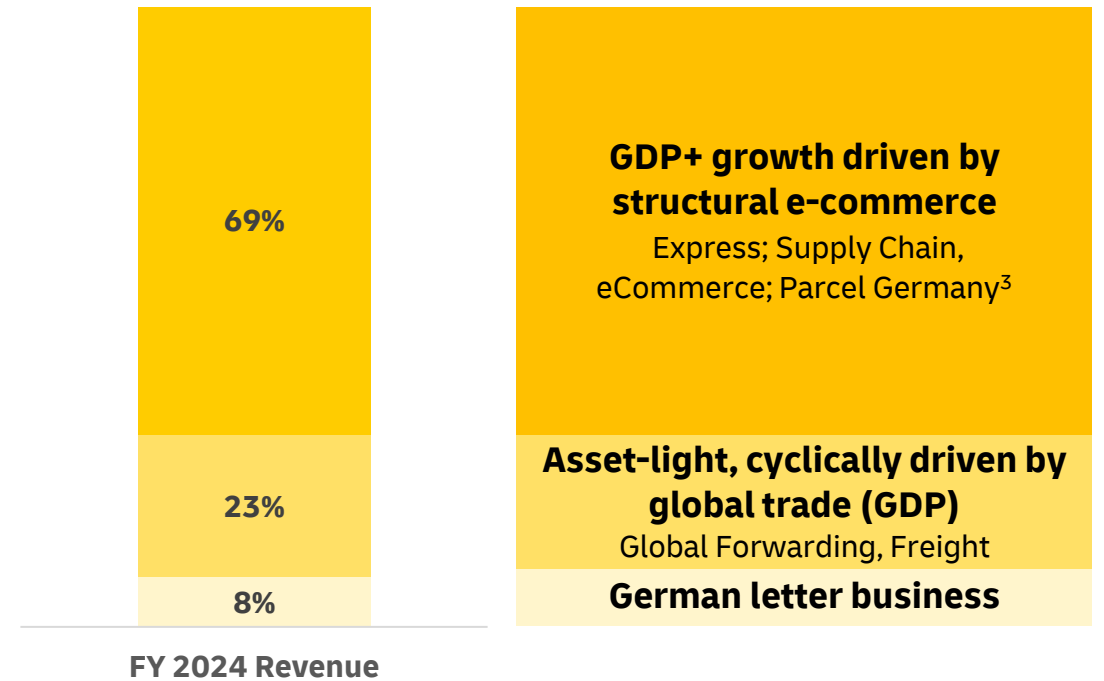 69%
GDP+ growth driven by
structural e-commerce
Express; Supply Chain,
eCommerce; Parcel Germany³
23%
Asset-light, cyclically driven by
global trade (GDP)
Global Forwarding, Freight
8%
German letter business
FY 2024 Revenue